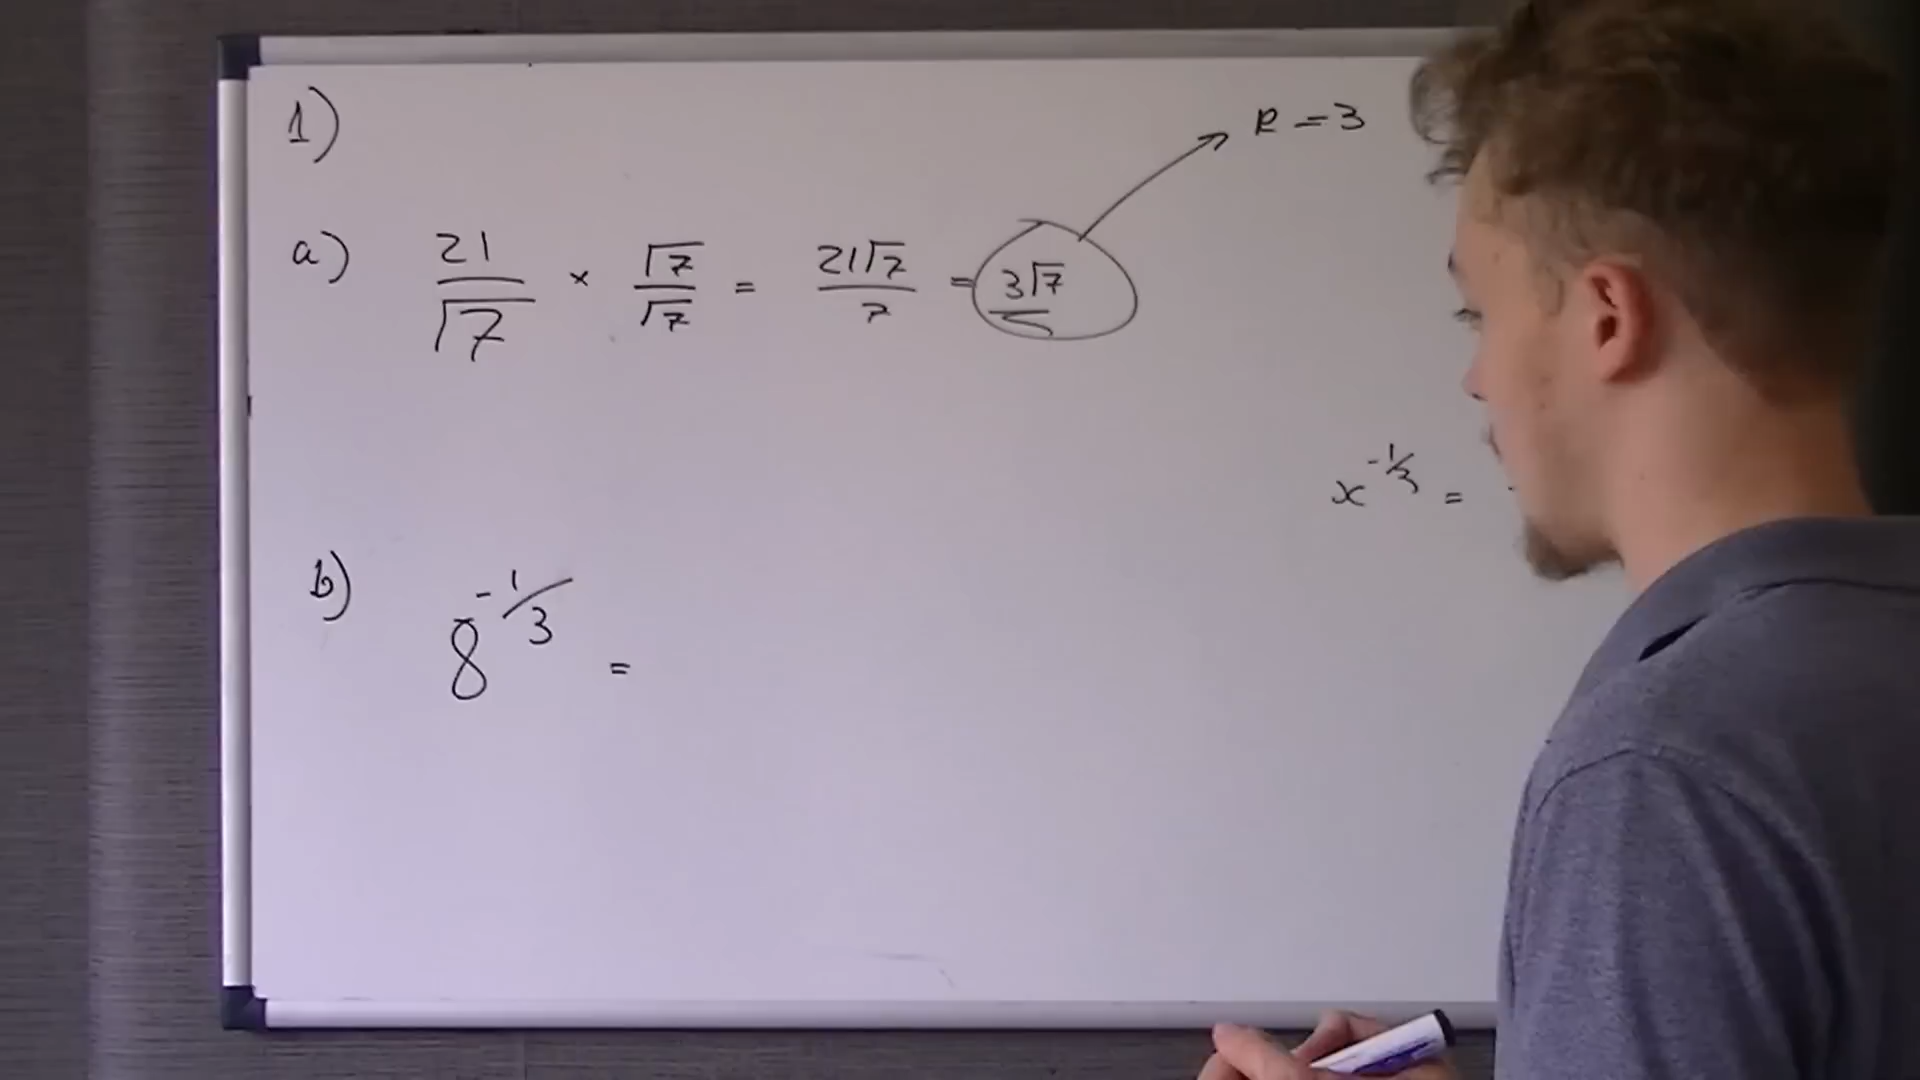 1)
R = 3
a) 21/√7 × √7/√7 = 21√7/7 = 3√7
x^(-1/3) =
b) 8^(-1/3) =